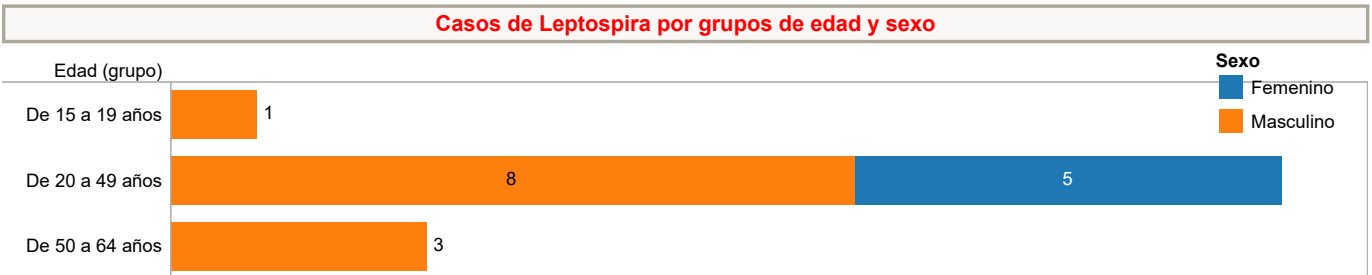 Casos de Leptospira por grupos de edad y sexo
Sexo
Edad (grupo)
Femenino
Masculino
De 15 a 19 años 1
De 20 a 49 años 8 5
De 50 a 64 años 3